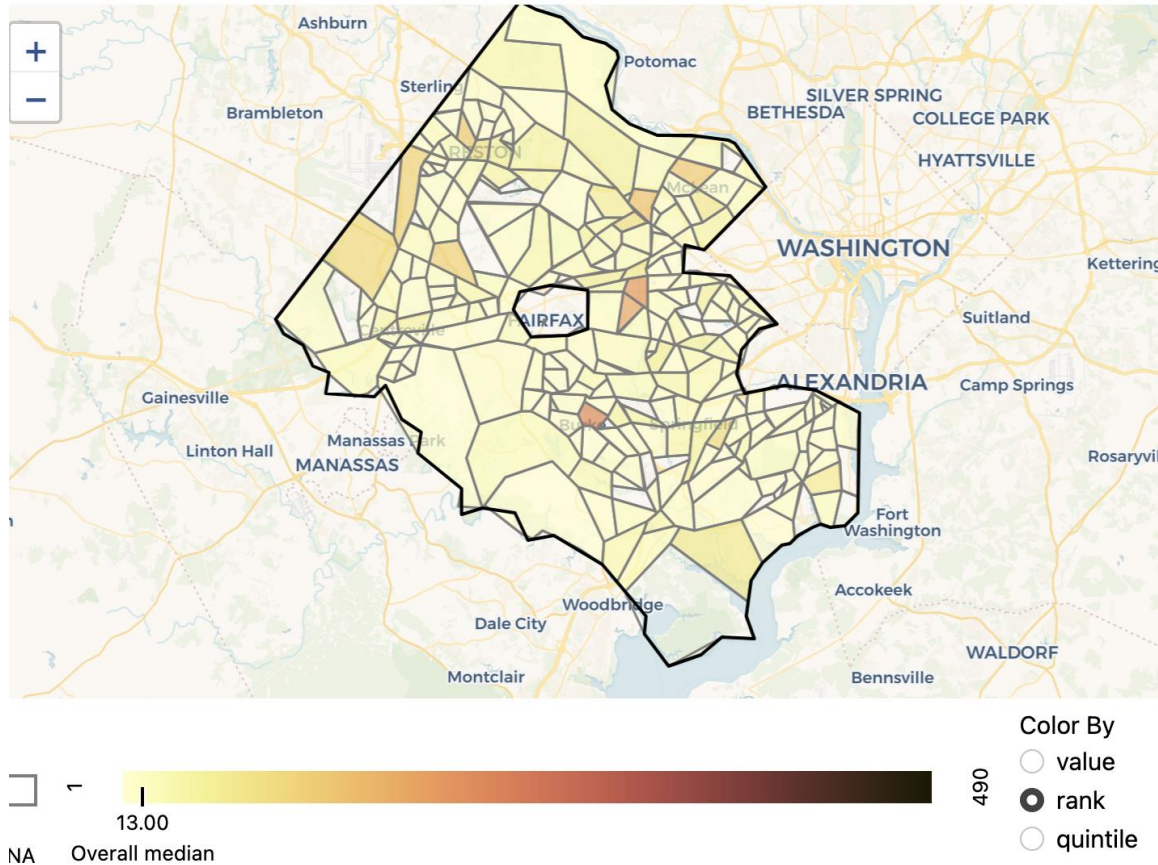 +
−
Ashburn
Potomac
Sterling
SILVER SPRING
BETHESDA
Brambleton
COLLEGE PARK
RESTON
HYATTSVILLE
McLean
WASHINGTON
Kettering
FAIRFAX
Suitland
Centreville
ALEXANDRIA
Camp Springs
Gainesville
Burke
Springfield
Manassas Park
Linton Hall
MANASSAS
Rosaryvi
Fort
Washington
Accokeek
Woodbridge
Dale City
WALDORF
Montclair
Bennsville
Color By
value
rank
quintile
1
490
13.00
NA
Overall median